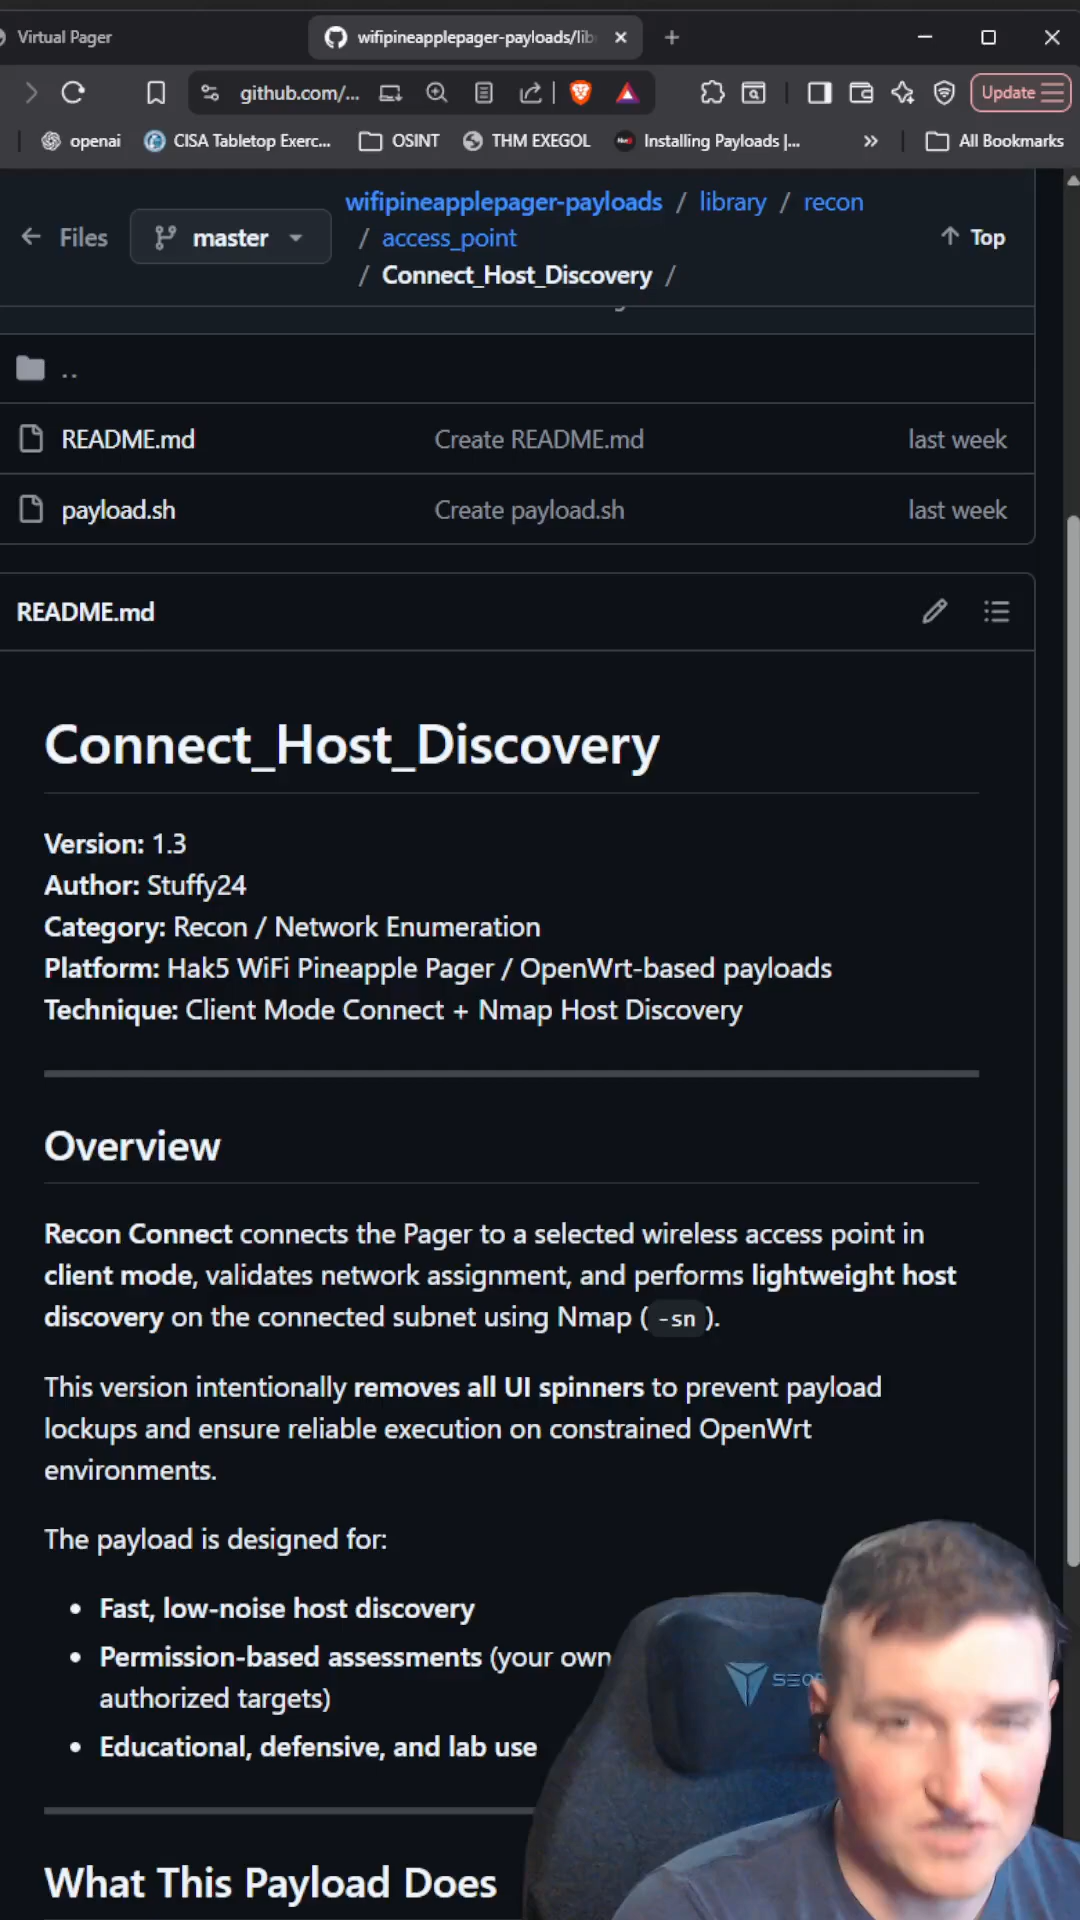 Virtual Pager
wifipineapplepager-payloads/lib
github.com/...
Update
openai
CISA Tabletop Exerc...
OSINT
THM EXEGOL
Installing Payloads |...
»
All Bookmarks
Files
master
wifipineapplepager-payloads / library / recon
/ access_point
/ Connect_Host_Discovery /
Top
..
README.md Create README.md last week
payload.sh Create payload.sh last week
README.md
Connect_Host_Discovery
Version: 1.3
Author: Stuffy24
Category: Recon / Network Enumeration
Platform: Hak5 WiFi Pineapple Pager / OpenWrt-based payloads
Technique: Client Mode Connect + Nmap Host Discovery
Overview
Recon Connect connects the Pager to a selected wireless access point in
client mode, validates network assignment, and performs lightweight host
discovery on the connected subnet using Nmap ( -sn ).
This version intentionally removes all UI spinners to prevent payload
lockups and ensure reliable execution on constrained OpenWrt
environments.
The payload is designed for:
• Fast, low-noise host discovery
• Permission-based assessments (your own
authorized targets)
• Educational, defensive, and lab use
What This Payload Does